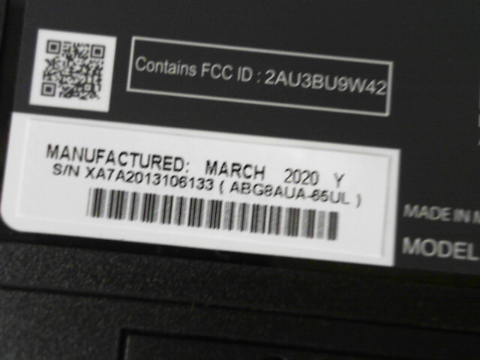 Contains FCC ID : 2AU3BU9W42
MANUFACTURED: MARCH 2020 Y
S/N XA7A2013106133 ( ABG8AUA-65UL )
MADE IN
MODEL